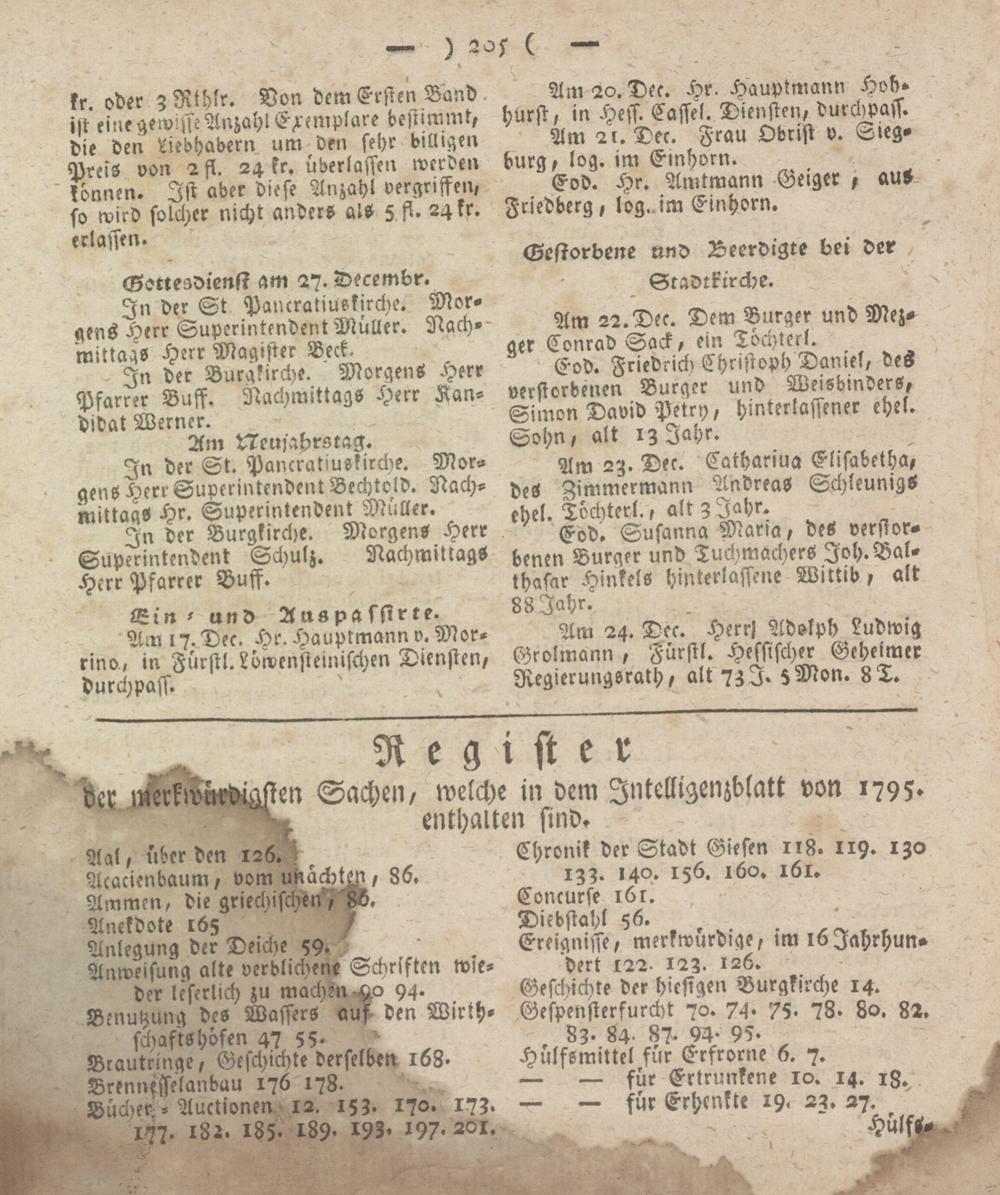 — ) 205 ( —
kr. oder 3 Rthlr. Von dem Ersten Band
ist eine gewisse Anzahl Exemplare bestimmt,
die den Liebhabern um den sehr billigen
Preis von 2 fl. 24 kr. überlassen werden
können. Ist aber diese Anzahl vergriffen,
so wird solcher nicht anders als 5 fl. 24 kr.
erlassen.
Gottesdienst am 27. Decembr.
In der St. Pancratiuskirche. Mor-
gens Herr Superintendent Müller. Nach-
mittags Herr Magister Beck.
In der Burgkirche. Morgens Herr
Pfarrer Buff. Nachmittags Herr Kan-
didat Werner.
Am Neujahrstag.
In der St. Pancratiuskirche. Mor-
gens Herr Superintendent Bechtold. Nach-
mittags Hr. Superintendent Müller.
In der Burgkirche. Morgens Herr
Superintendent Schulz. Nachmittags
Herr Pfarrer Buff.
Ein- und Auspassirte.
Am 17. Dec. Hr. Hauptmann v. Mor-
rino, in Fürstl. Löwensteinischen Diensten,
durchpass.
Am 20. Dec. Hr. Hauptmann Hoh-
hurst, in Hess. Cassel. Diensten, durchpass.
Am 21. Dec. Frau Obrist v. Sieg-
burg, log. im Einhorn.
Eod. Hr. Amtmann Geiger, aus
Friedberg, log. im Einhorn.
Gestorbene und Beerdigte bei der
Stadtkirche.
Am 22. Dec. Dem Burger und Mez-
ger Conrad Sack, ein Töchterl.
Eod. Friedrich Christoph Daniel, des
verstorbenen Burger und Weisbinders,
Simon David Petry, hinterlassener ehel.
Sohn, alt 13 Jahr.
Am 23. Dec. Cathariua Elisabetha,
des Zimmermann Andreas Schleunigs
ehel. Töchterl., alt 3 Jahr.
Eod. Susanna Maria, des verstor-
benen Burger und Tuchmachers Joh. Bal-
thasar Hinkels hinterlassene Wittib, alt
88 Jahr.
Am 24. Dec. Herr Adolph Ludwig
Grolmann, Fürstl. Hessischer Geheimer
Regierungsrath, alt 73 J. 5 Mon. 8 T.
Register
der merkwürdigsten Sachen, welche in dem Intelligenzblatt von 1795.
enthalten sind.
Aal, über den 126.
Acacienbaum, vom unächten, 86.
Ammen, die griechischen, 86.
Anekdote 165
Anlegung der Deiche 59.
Anweisung alte verblichene Schriften wie-
der leserlich zu machen 90 94.
Benutzung des Wassers auf den Wirth-
schaftshöfen 47 55.
Brautringe, Geschichte derselben 168.
Brennesselanbau 176 178.
Bücher-Auctionen 12. 153. 170. 173.
177. 182. 185. 189. 193. 197. 201.
Chronik der Stadt Giesen 118. 119. 130
133. 140. 156. 160. 161.
Concurse 161.
Diebstahl 56.
Ereignisse, merkwürdige, im 16 Jahrhun-
dert 122. 123. 126.
Geschichte der hiesigen Burgkirche 14.
Gespensterfurcht 70. 74. 75. 78. 80. 82.
83. 84. 87. 94. 95.
Hülfsmittel für Erfrorne 6. 7.
— — für Ertrunkene 10. 14. 18.
— — für Erhenkte 19. 23. 27.
Hülfs-